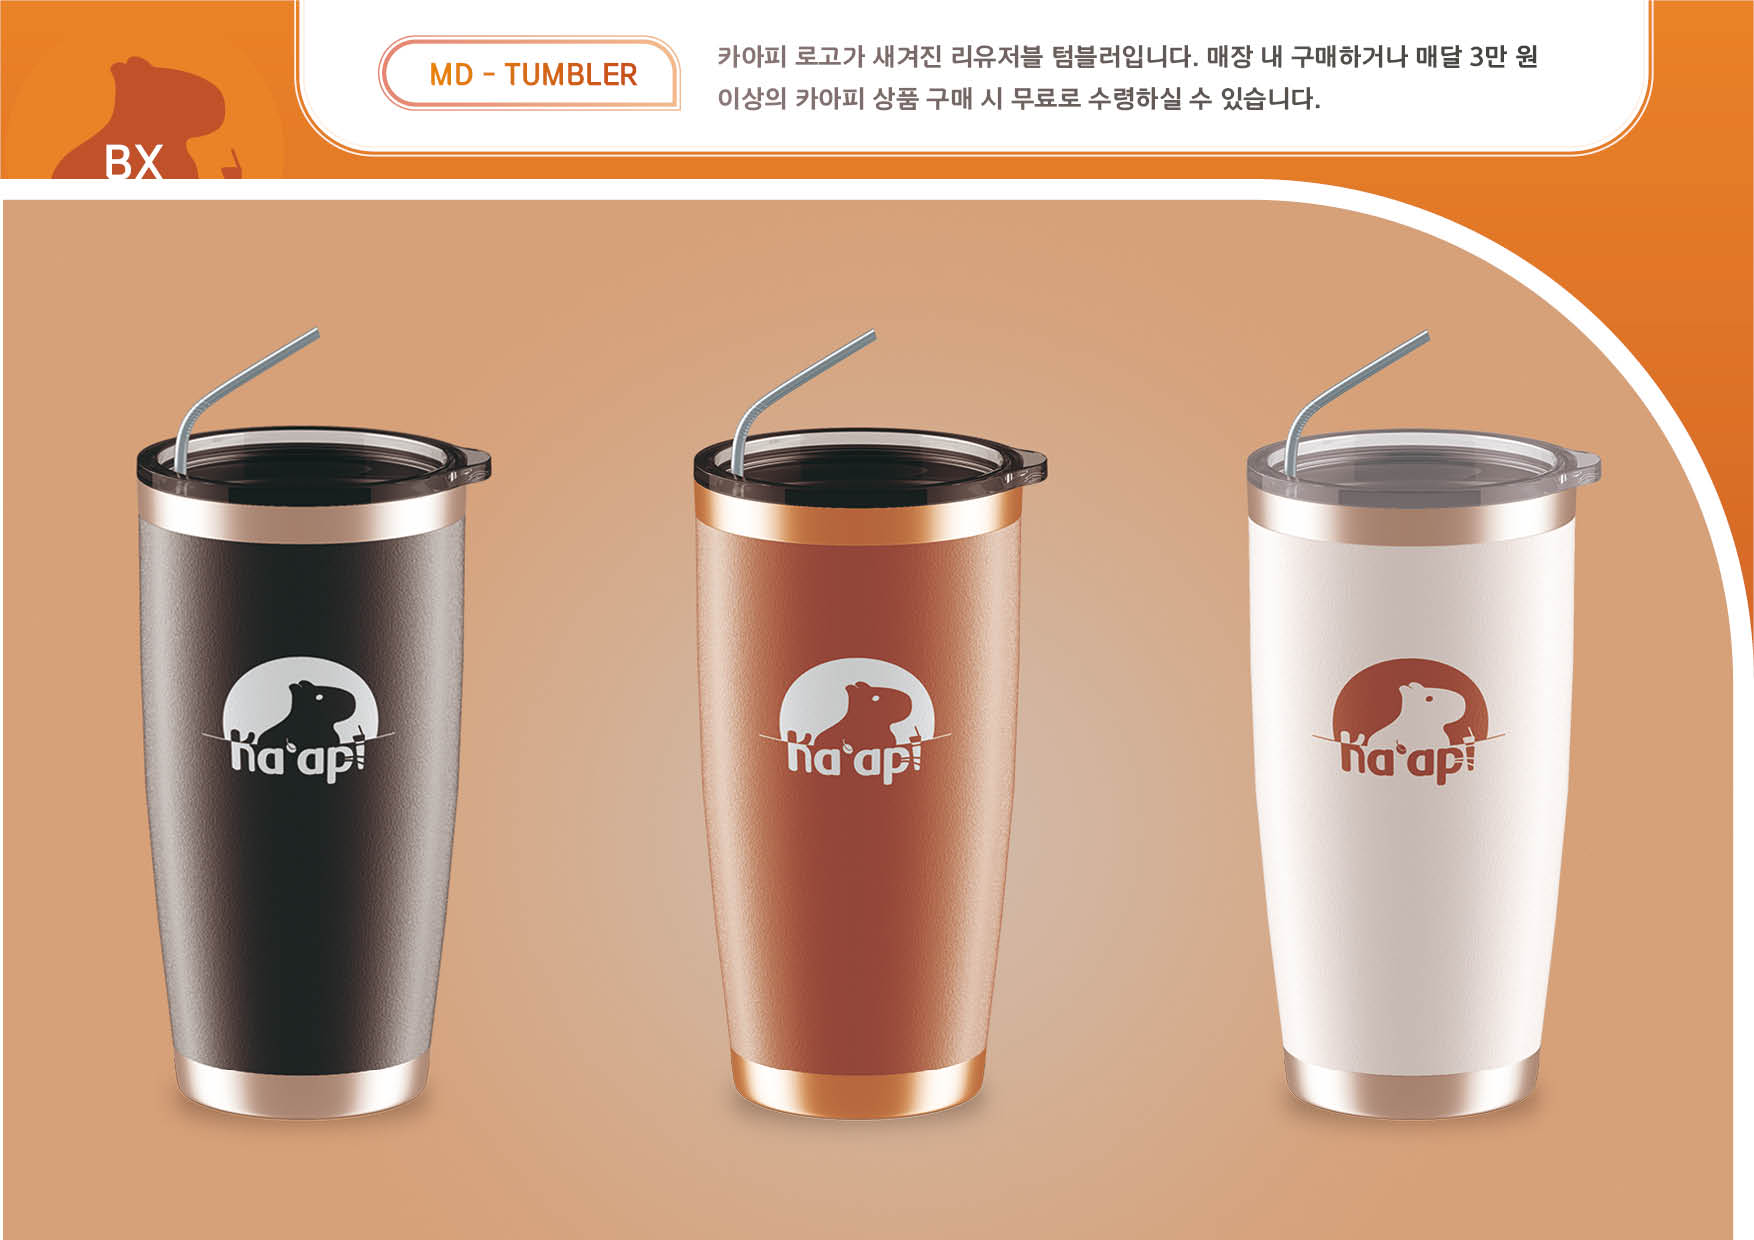 MD - TUMBLER
카아피 로고가 새겨진 리유저블 텀블러입니다. 매장 내 구매하거나 매달 3만 원
이상의 카아피 상품 구매 시 무료로 수령하실 수 있습니다.
BX
Ka'api
Ka'api
Ka'api